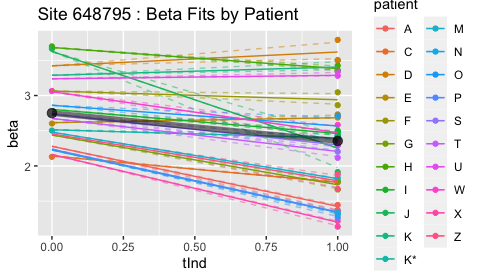 Site 648795 : Beta Fits by Patient
patient
A
C
D
E
F
G
H
I
J
K
K*
M
N
O
P
S
T
U
W
X
Z
beta
3
2
0.00
0.25
0.50
0.75
1.00
tInd